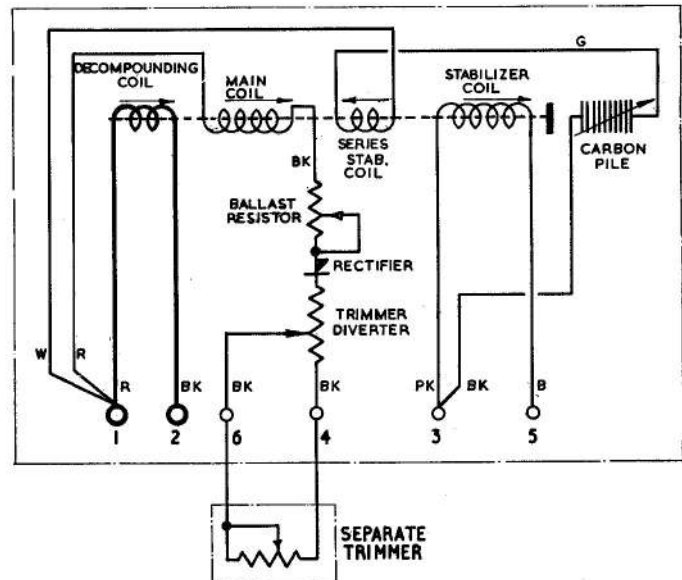 G
DECOMPOUNDING
COIL
MAIN
COIL
STABILIZER
COIL
SERIES
STAB.
COIL
CARBON
PILE
BK
BALLAST
RESISTOR
RECTIFIER
TRIMMER
DIVERTER
W
R
R
BK
BK
BK
PK
BK
B
1
2
6
4
3
5
SEPARATE
TRIMMER